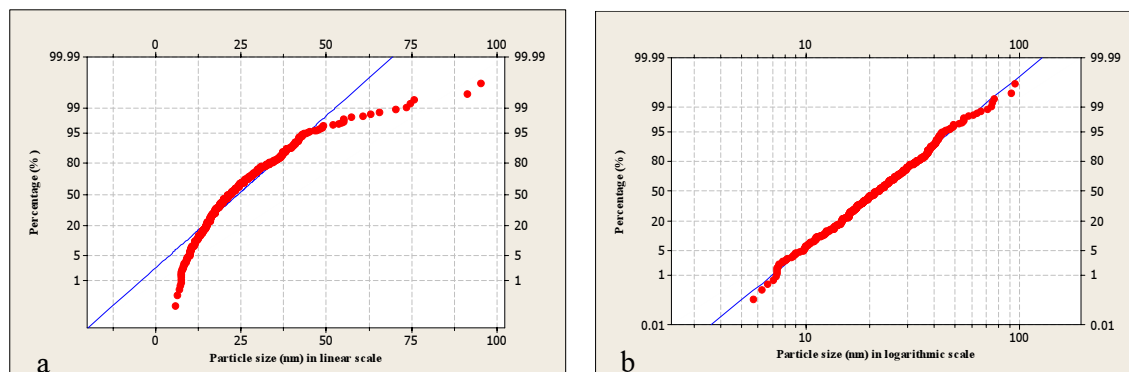 0 25 50 75 100
99.99 99.99
99 99
95 95
80 80
50 50
20 20
5 5
1 1
Percentage (% )
0 25 50 75 100
Particle size (nm) in linear scale
a
10 100
99.99 99.99
99 99
95 95
80 80
50 50
20 20
5 5
1 1
0.01 0.01
Percentage (% )
10 100
Particle size (nm) in logarithmic scale
b